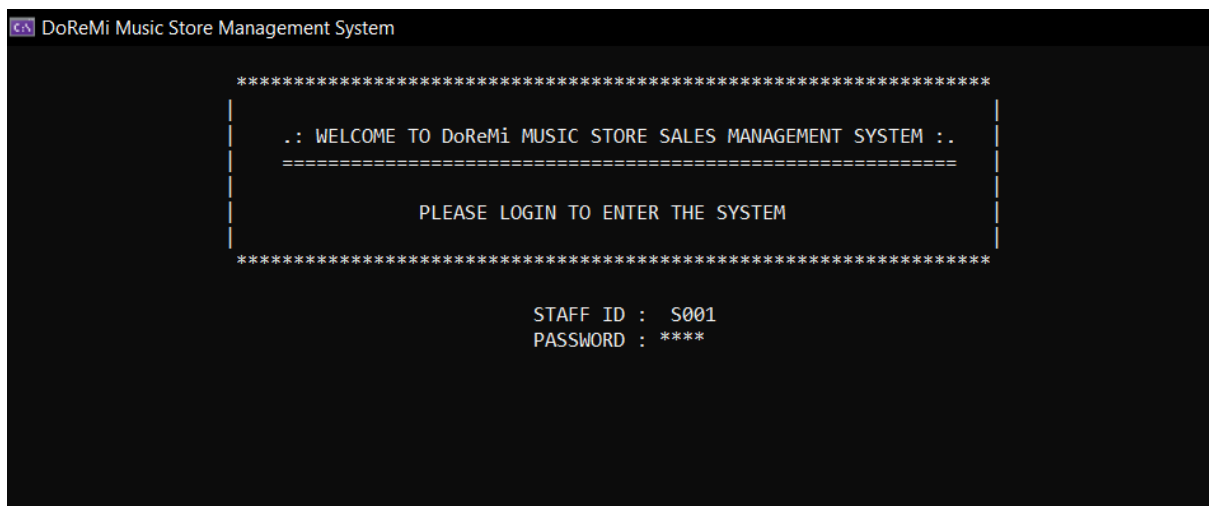 DoReMi Music Store Management System
******************************************************************
.: WELCOME TO DoReMi MUSIC STORE SALES MANAGEMENT SYSTEM :.
===========================================================
PLEASE LOGIN TO ENTER THE SYSTEM
******************************************************************
STAFF ID : S001
PASSWORD : ****